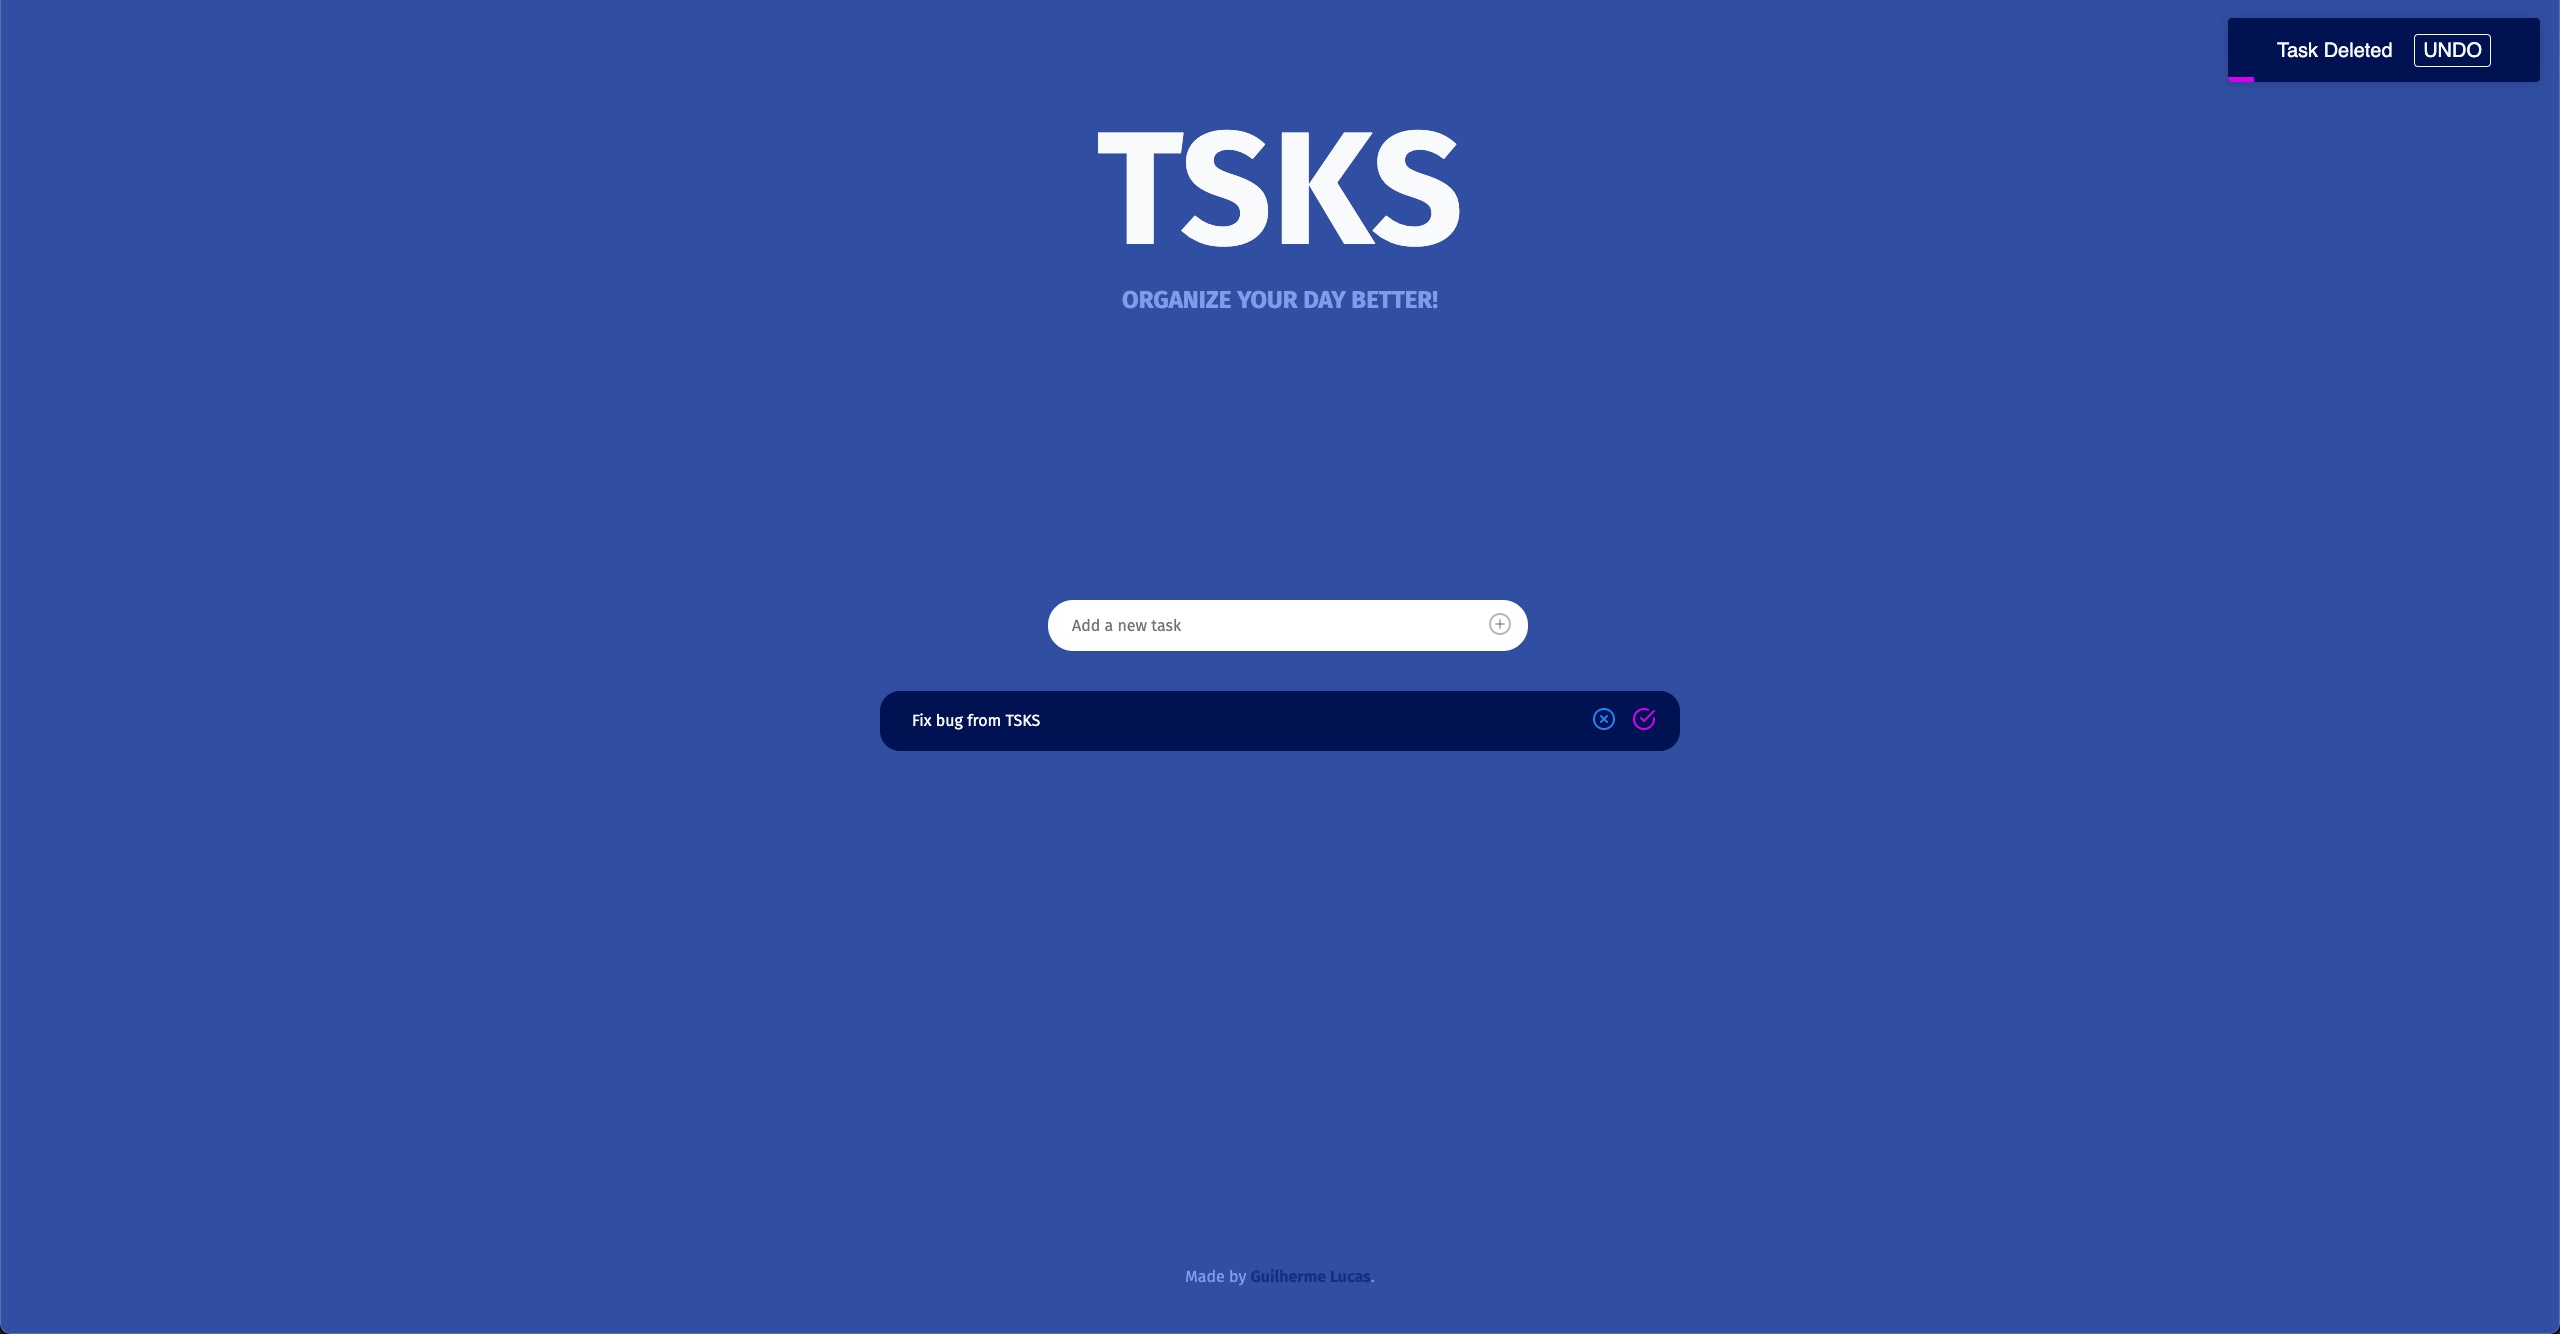 Task Deleted UNDO
TSKS
ORGANIZE YOUR DAY BETTER!
Add a new task
Fix bug from TSKS
Made by Guilherme Lucas.